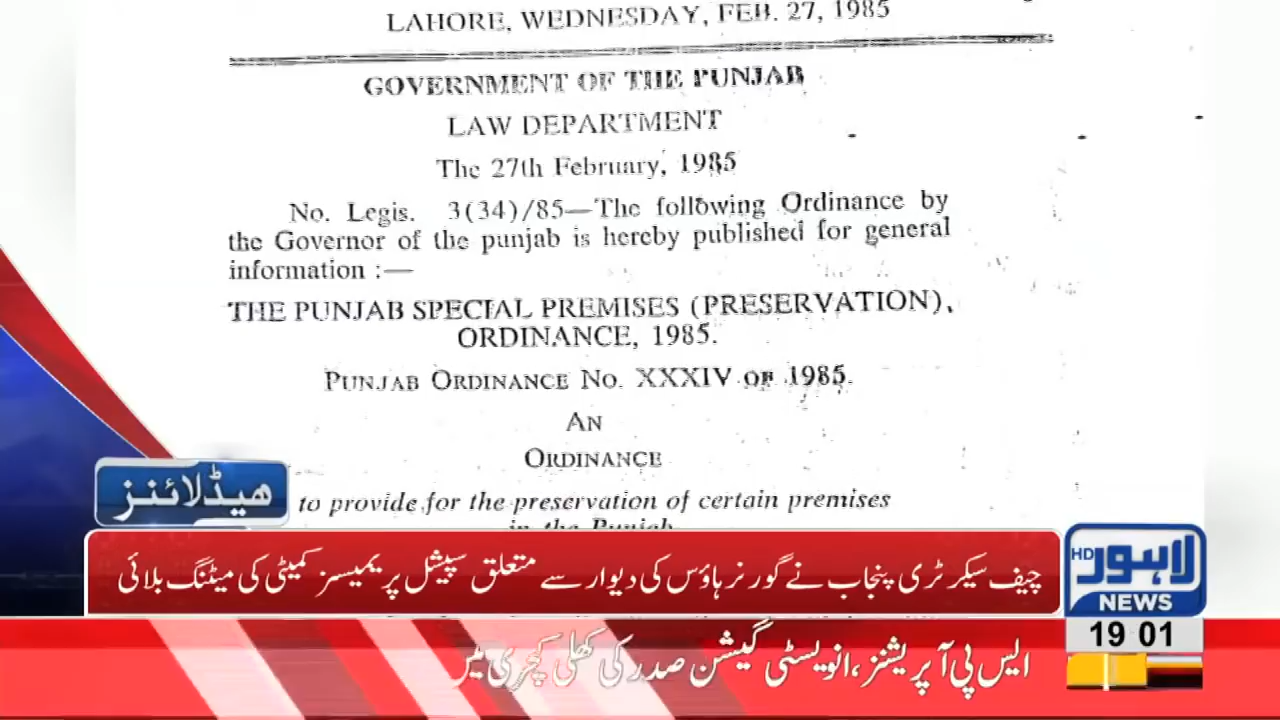 LAHORE, WEDNESDAY, FEB. 27, 1985
GOVERNMENT OF THE PUNJAB
LAW DEPARTMENT
The 27th February, 1985
No. Legis. 3(34)/85—The following Ordinance by
the Governor of the punjab is hereby published for general
information :—
THE PUNJAB SPECIAL PREMISES (PRESERVATION),
ORDINANCE, 1985.
PUNJAB ORDINANCE NO. XXXIV OF 1985.
AN
ORDINANCE
to provide for the preservation of certain premises
in the Punjab
ھیڈلائنز
چیف سیکرٹری پنجاب نے گورنر ہاؤس کی دیوار سے متعلق سپیشل پریمیسز کمیٹی کی میٹنگ بلائی
لاہور HD
NEWS
19 01
ایس پی آپریشنز، انویسٹی گیشن صدر کی کھلی کچہری میں